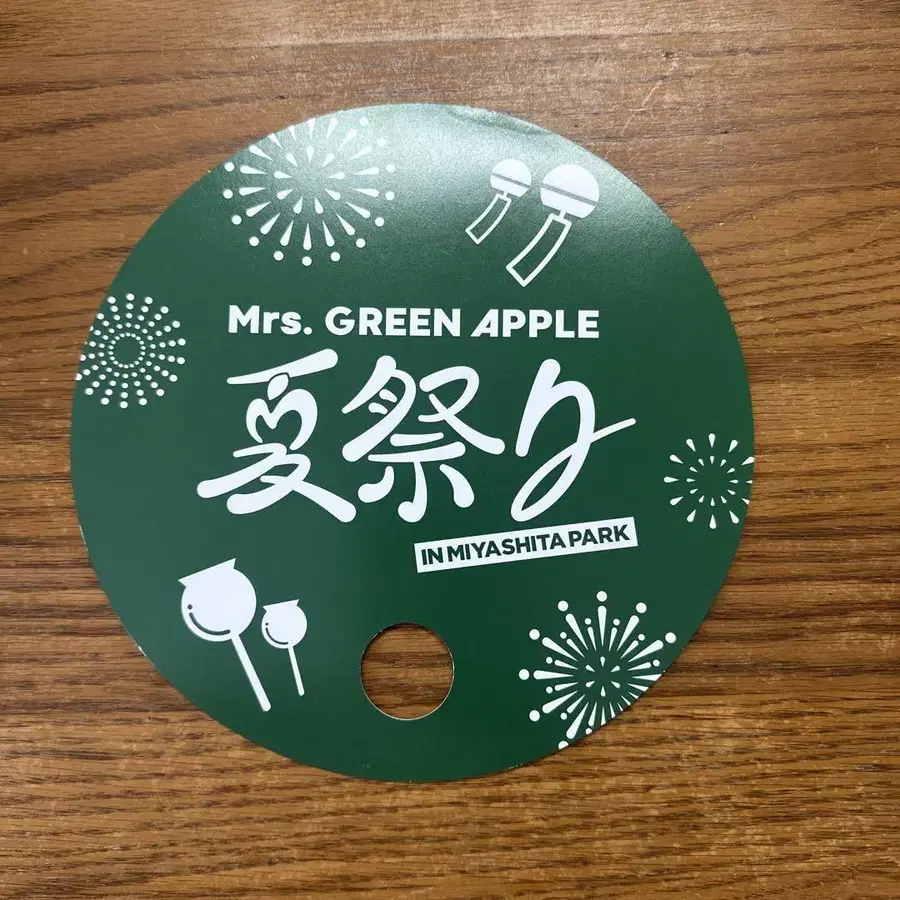 Mrs. GREEN APPLE
夏祭り
IN MIYASHITA PARK